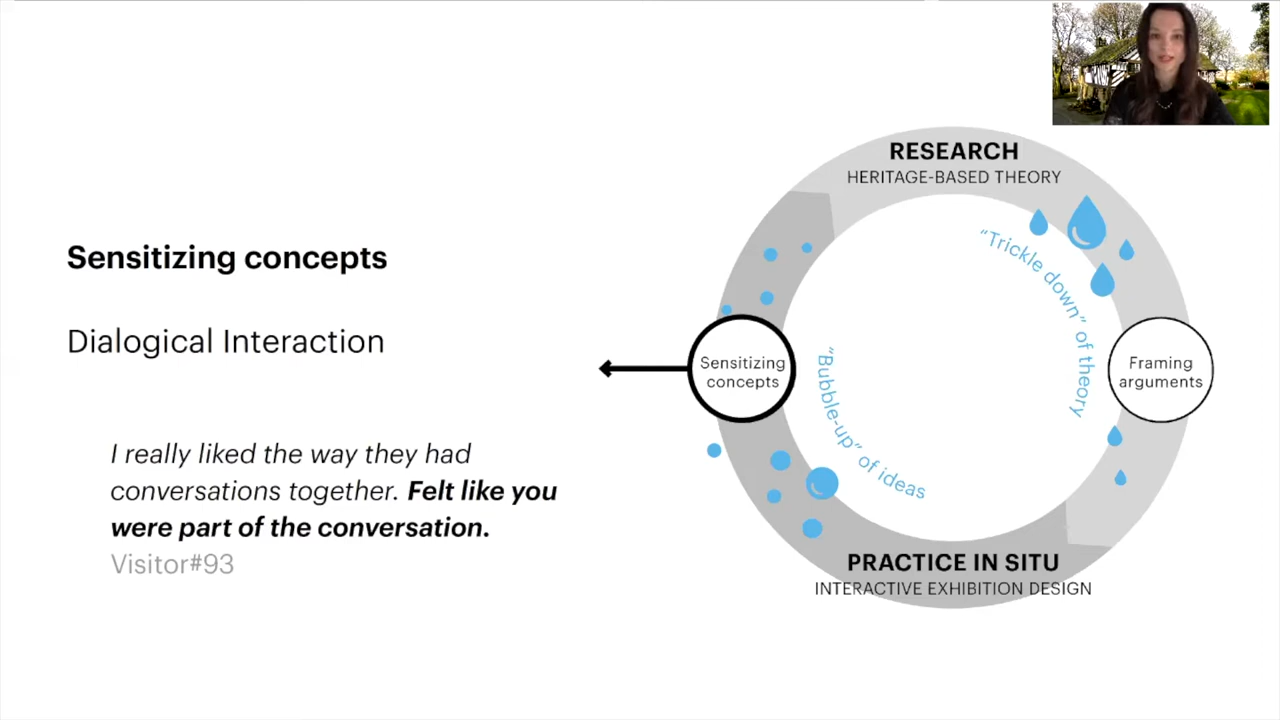 Sensitizing concepts
Dialogical Interaction
I really liked the way they had
conversations together. Felt like you
were part of the conversation.
Visitor#93
RESEARCH
HERITAGE-BASED THEORY
“Trickle down” of theory
Framing
arguments
Sensitizing
concepts
“Bubble-up” of ideas
PRACTICE IN SITU
INTERACTIVE EXHIBITION DESIGN